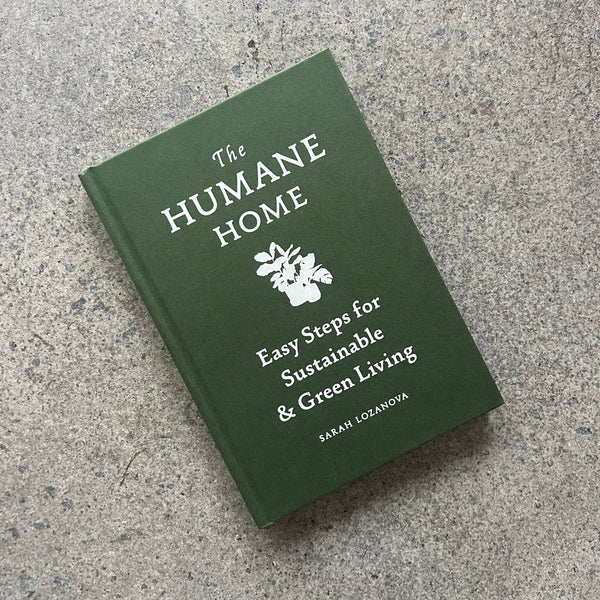 The
HUMANE
HOME
Easy Steps for
Sustainable
& Green Living
SARAH LOZANOVA